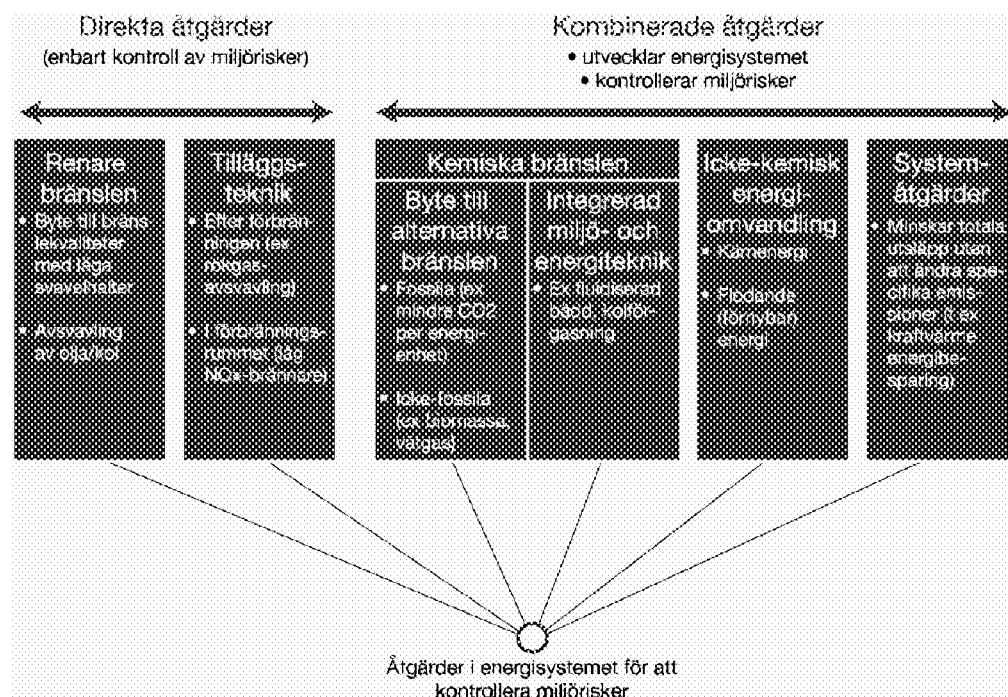 Direkta åtgärder
(enbart kontroll av miljörisker)
Kombinerade åtgärder
• utvecklar energisystemet
• kontrollerar miljörisker
Renare
bränslen
• Byte till bräns
lekvaliteter
med låga
svavelhalter
• Avsvavling
av olja/kol
Tilläggs-
teknik
• Efter förbrän-
ningen (ex
rökgas-
avsvavling)
• I förbrännings-
rummet (låg
NOx-brännare)
Kemiska bränslen
Byte till
alternativa
bränslen
• Fossila (ex
mindre CO2
per energi-
enhet)
• Icke-fossila
(ex biomassa,
vätgas)
Integrerad
miljö- och
energiteknik
• Ex fluiniserad
bädd, kolför-
gasning
Icke-kemisk
energi-
omvandling
• Kärnenergi
• Flödande
(förnybar)
energi
System-
åtgärder
• Minskar totala
utsläpp utan
att ändra spe-
cifika emis-
sioner (t ex
kraftvärme
energibe-
sparing)
Åtgärder i energisystemet för att
kontrollera miljörisker